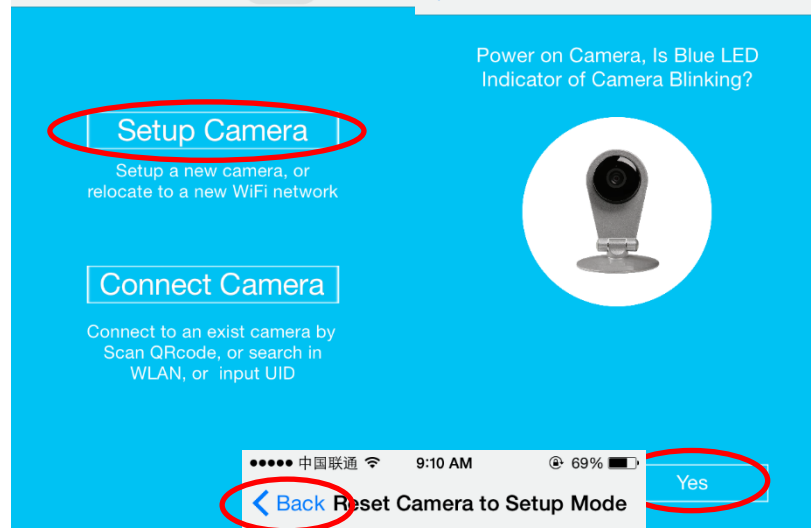 Setup Camera
Setup a new camera, or
relocate to a new WiFi network
Connect Camera
Connect to an exist camera by
Scan QRcode, or search in
WLAN, or input UID
Power on Camera, Is Blue LED
Indicator of Camera Blinking?
Yes
中国联通 9:10 AM 69%
Back Reset Camera to Setup Mode